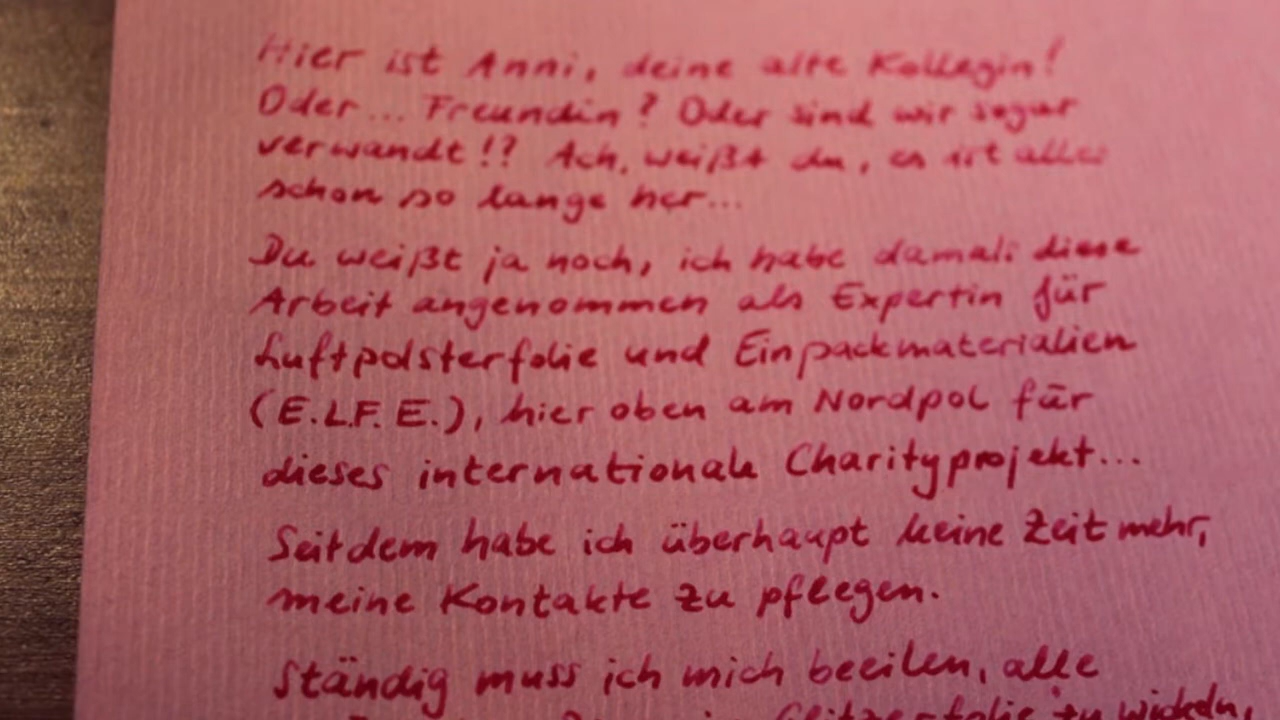 Hier ist Anni, deine alte Kollegin!
Oder... Freundin? Oder sind wir sogar
verwandt!? Ach, weißt du, es ist alles
schon so lange her...
Du weißt ja noch, ich habe damals diese
Arbeit angenommen als Expertin für
Luftpolsterfolie und Einpackmaterialien
(E.L.F.E.), hier oben am Nordpol für
dieses internationale Charityprojekt...
Seitdem habe ich überhaupt keine Zeit mehr,
meine Kontakte zu pflegen.
Ständig muss ich mich beeilen, alle
Glitzerfolie zu wickeln,